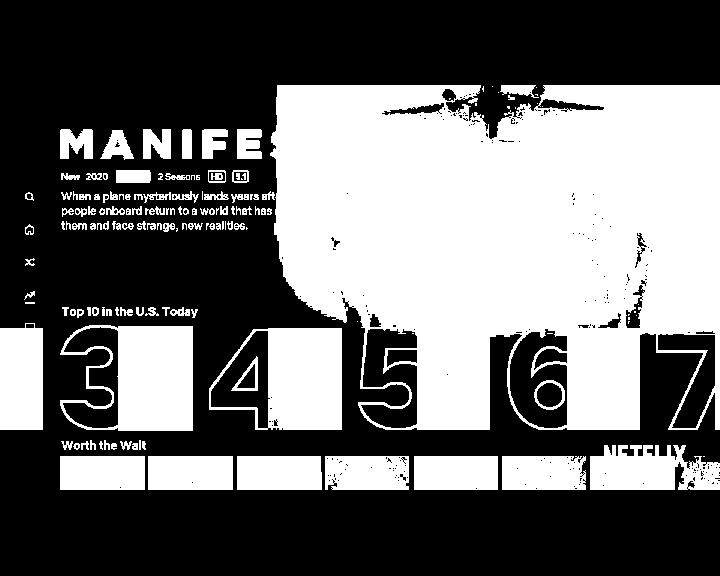 MANIFES
New 2020 2 Seasons HD 5.1
When a plane mysteriously lands years aft
people onboard return to a world that has
them and face strange, new realities.
Top 10 in the U.S. Today
3 4 5 6 7
Worth the Wait
NETFLIX